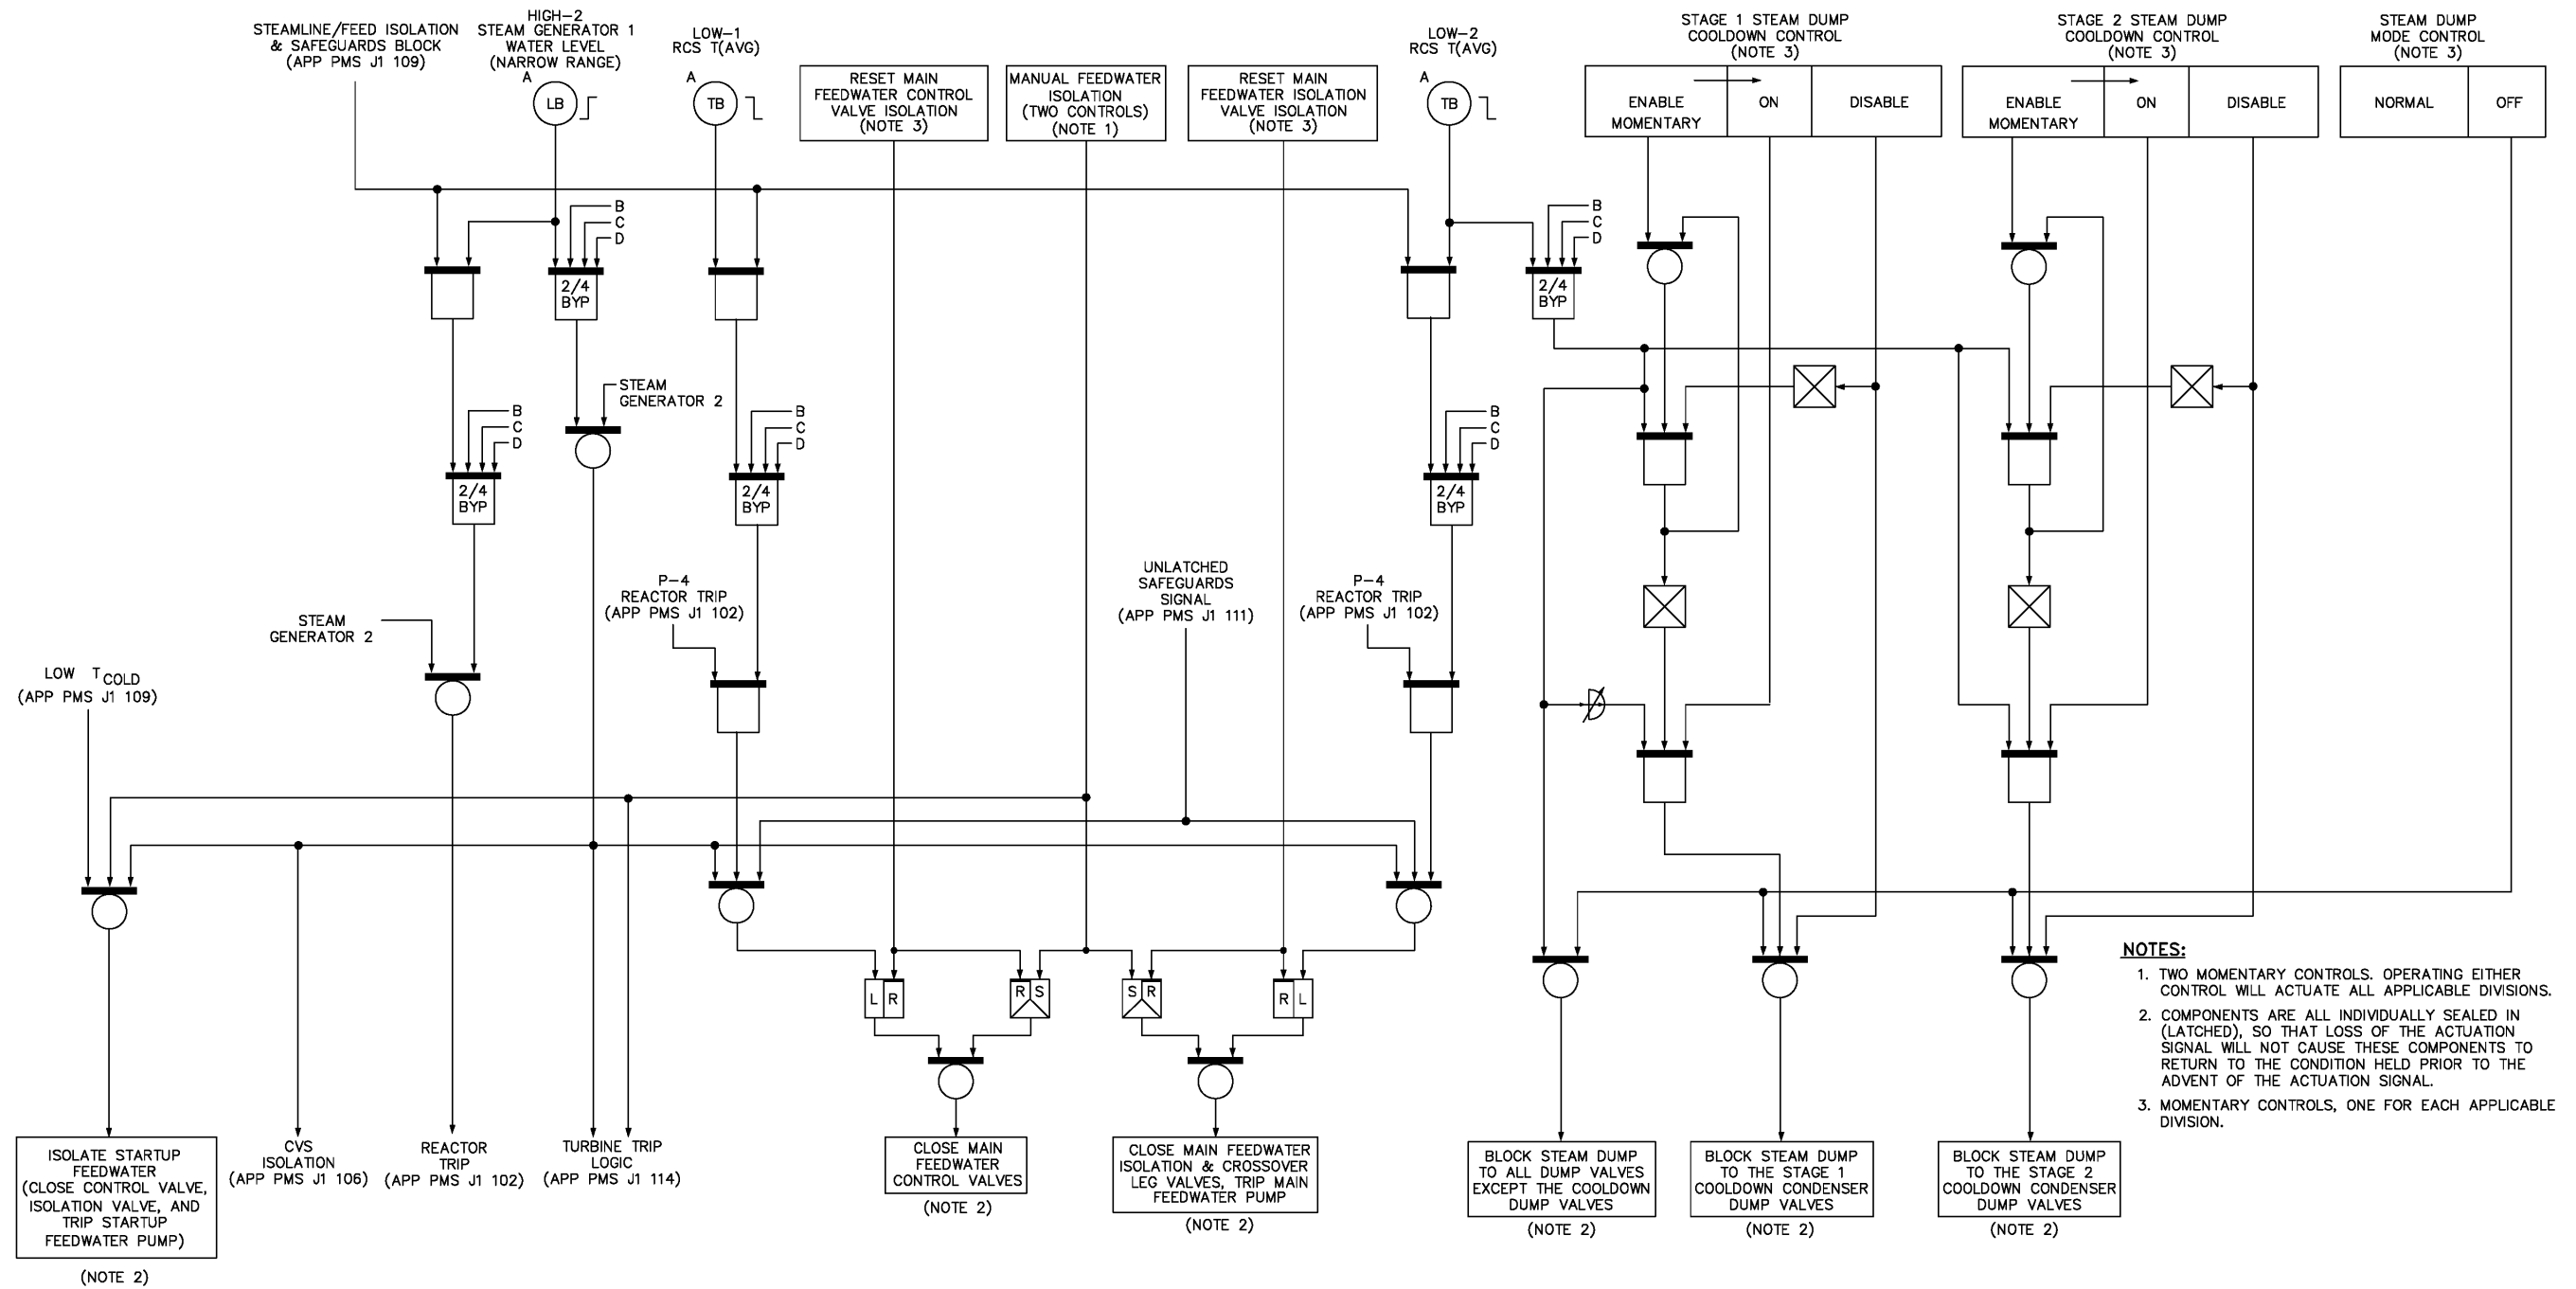 STEAMLINE/FEED ISOLATION
& SAFEGUARDS BLOCK
(APP PMS J1 109)
HIGH-2
STEAM GENERATOR 1
WATER LEVEL
(NARROW RANGE)
A
LB
LOW-1
RCS T(AVG)
A
TB
RESET MAIN
FEEDWATER CONTROL
VALVE ISOLATION
(NOTE 3)
MANUAL FEEDWATER
ISOLATION
(TWO CONTROLS)
(NOTE 1)
RESET MAIN
FEEDWATER ISOLATION
VALVE ISOLATION
(NOTE 3)
LOW-2
RCS T(AVG)
A
TB
STAGE 1 STEAM DUMP
COOLDOWN CONTROL
(NOTE 3)
ENABLE
MOMENTARY
ON
DISABLE
STAGE 2 STEAM DUMP
COOLDOWN CONTROL
(NOTE 3)
ENABLE
MOMENTARY
ON
DISABLE
STEAM DUMP
MODE CONTROL
(NOTE 3)
NORMAL
OFF
B
C
D
2/4
BYP
B
C
D
2/4
BYP
STEAM
GENERATOR 2
B
C
D
2/4
BYP
B
C
D
2/4
BYP
B
C
D
2/4
BYP
STEAM
GENERATOR 2
P-4
REACTOR TRIP
(APP PMS J1 102)
UNLATCHED
SAFEGUARDS
SIGNAL
(APP PMS J1 111)
P-4
REACTOR TRIP
(APP PMS J1 102)
LOW T COLD
(APP PMS J1 109)
L R
R S
S R
R L
ISOLATE STARTUP
FEEDWATER
(CLOSE CONTROL VALVE,
ISOLATION VALVE, AND
TRIP STARTUP
FEEDWATER PUMP)
(NOTE 2)
CVS
ISOLATION
(APP PMS J1 106)
REACTOR
TRIP
(APP PMS J1 102)
TURBINE TRIP
LOGIC
(APP PMS J1 114)
CLOSE MAIN
FEEDWATER
CONTROL VALVES
(NOTE 2)
CLOSE MAIN FEEDWATER
ISOLATION & CROSSOVER
LEG VALVES, TRIP MAIN
FEEDWATER PUMP
(NOTE 2)
BLOCK STEAM DUMP
TO ALL DUMP VALVES
EXCEPT THE COOLDOWN
DUMP VALVES
(NOTE 2)
BLOCK STEAM DUMP
TO THE STAGE 1
COOLDOWN CONDENSER
DUMP VALVES
(NOTE 2)
BLOCK STEAM DUMP
TO THE STAGE 2
COOLDOWN CONDENSER
DUMP VALVES
(NOTE 2)
NOTES:
1. TWO MOMENTARY CONTROLS. OPERATING EITHER
CONTROL WILL ACTUATE ALL APPLICABLE DIVISIONS.
2. COMPONENTS ARE ALL INDIVIDUALLY SEALED IN
(LATCHED), SO THAT LOSS OF THE ACTUATION
SIGNAL WILL NOT CAUSE THESE COMPONENTS TO
RETURN TO THE CONDITION HELD PRIOR TO THE
ADVENT OF THE ACTUATION SIGNAL.
3. MOMENTARY CONTROLS, ONE FOR EACH APPLICABLE
DIVISION.